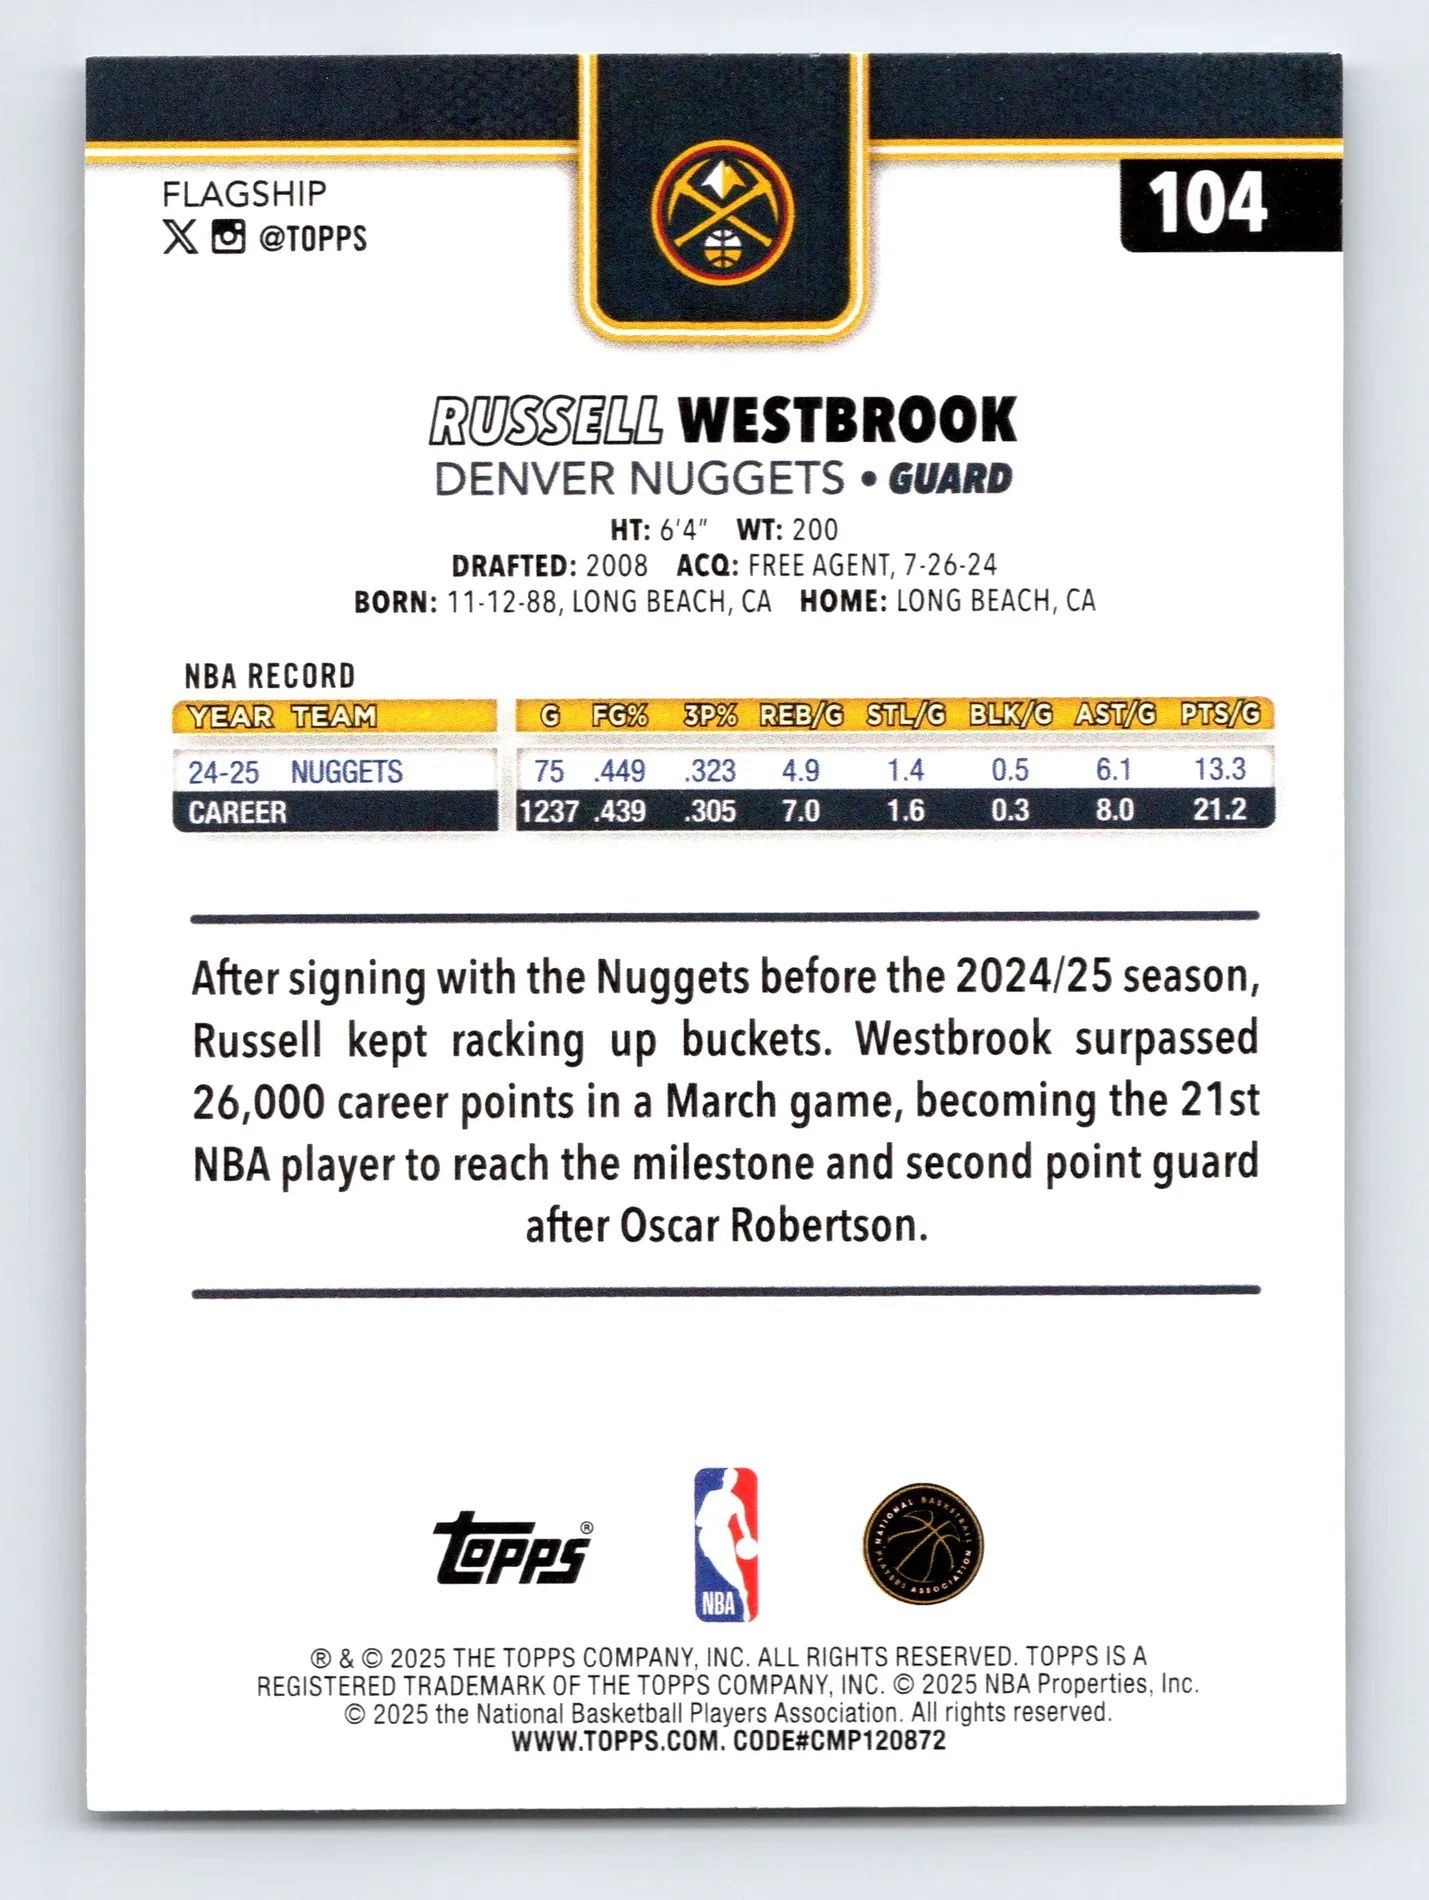 FLAGSHIP
@TOPPS
104
RUSSELL WESTBROOK
DENVER NUGGETS • GUARD
HT: 6'4" WT: 200
DRAFTED: 2008 ACQ: FREE AGENT, 7-26-24
BORN: 11-12-88, LONG BEACH, CA HOME: LONG BEACH, CA
NBA RECORD
YEAR TEAM G FG% 3P% REB/G STL/G BLK/G AST/G PTS/G
24-25 NUGGETS 75 .449 .323 4.9 1.4 0.5 6.1 13.3
CAREER 1237 .439 .305 7.0 1.6 0.3 8.0 21.2
After signing with the Nuggets before the 2024/25 season,
Russell kept racking up buckets. Westbrook surpassed
26,000 career points in a March game, becoming the 21st
NBA player to reach the milestone and second point guard
after Oscar Robertson.
Topps®
NBA
NATIONAL BASKETBALL PLAYERS ASSOCIATION
® & © 2025 THE TOPPS COMPANY, INC. ALL RIGHTS RESERVED. TOPPS IS A
REGISTERED TRADEMARK OF THE TOPPS COMPANY, INC. © 2025 NBA Properties, Inc.
© 2025 the National Basketball Players Association. All rights reserved.
WWW.TOPPS.COM. CODE#CMP120872